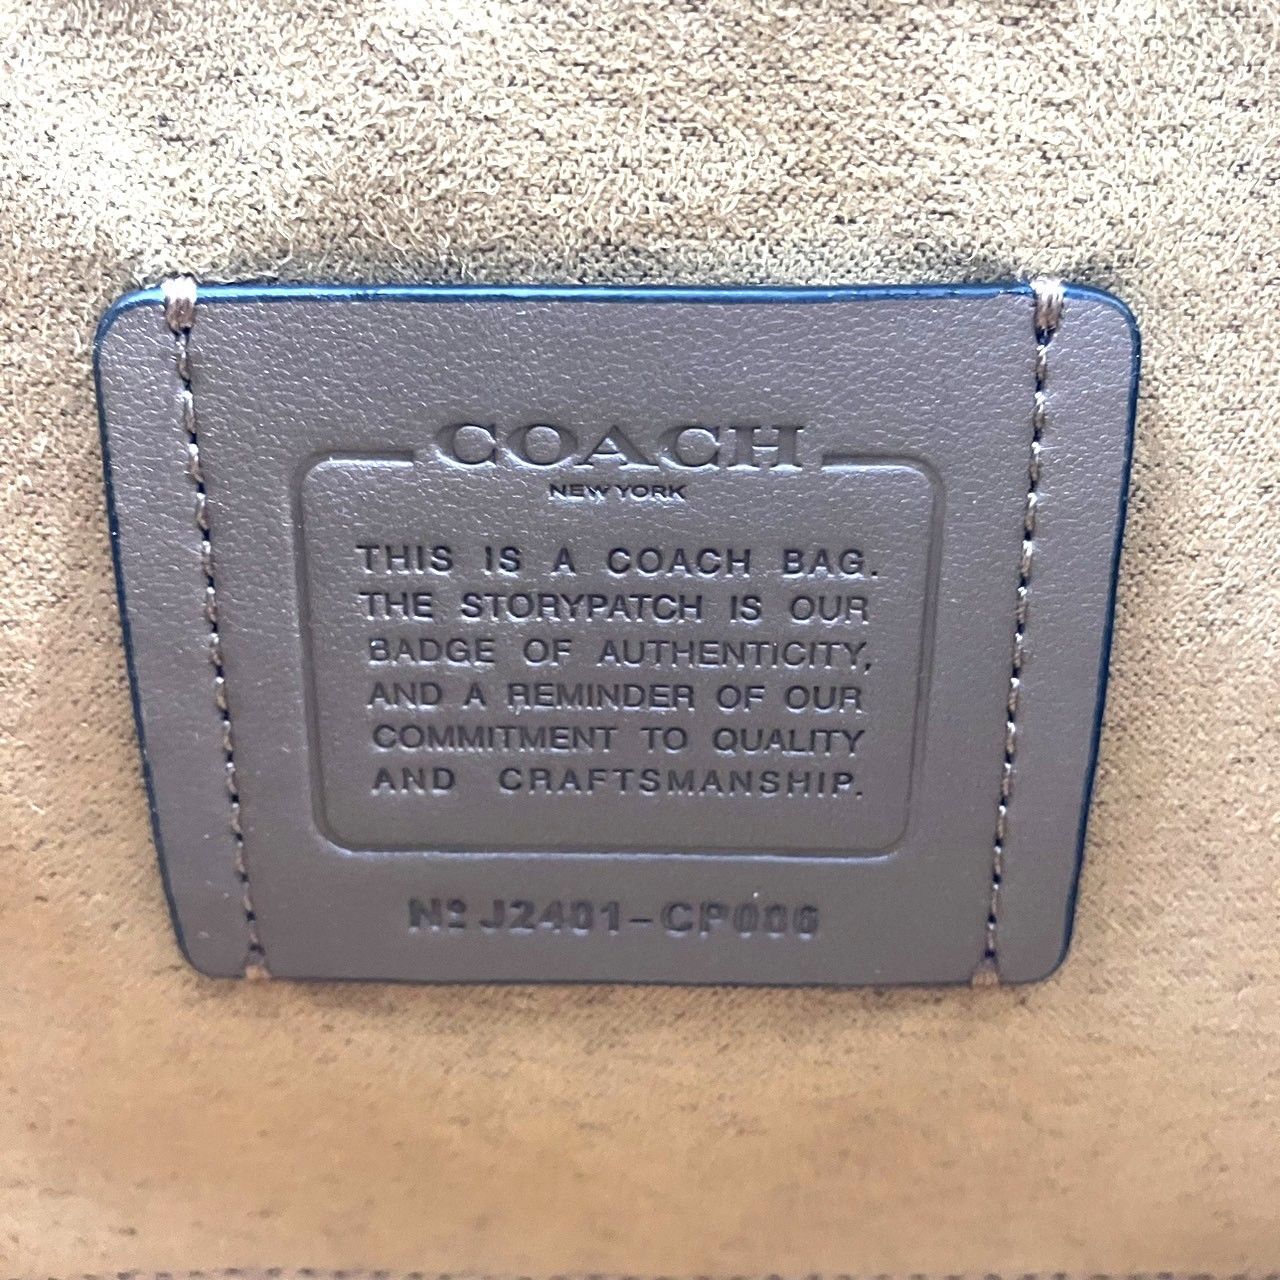 COACH
NEW YORK
THIS IS A COACH BAG.
THE STORYPATCH IS OUR
BADGE OF AUTHENTICITY,
AND A REMINDER OF OUR
COMMITMENT TO QUALITY
AND CRAFTSMANSHIP.
Nº J2401-CP006